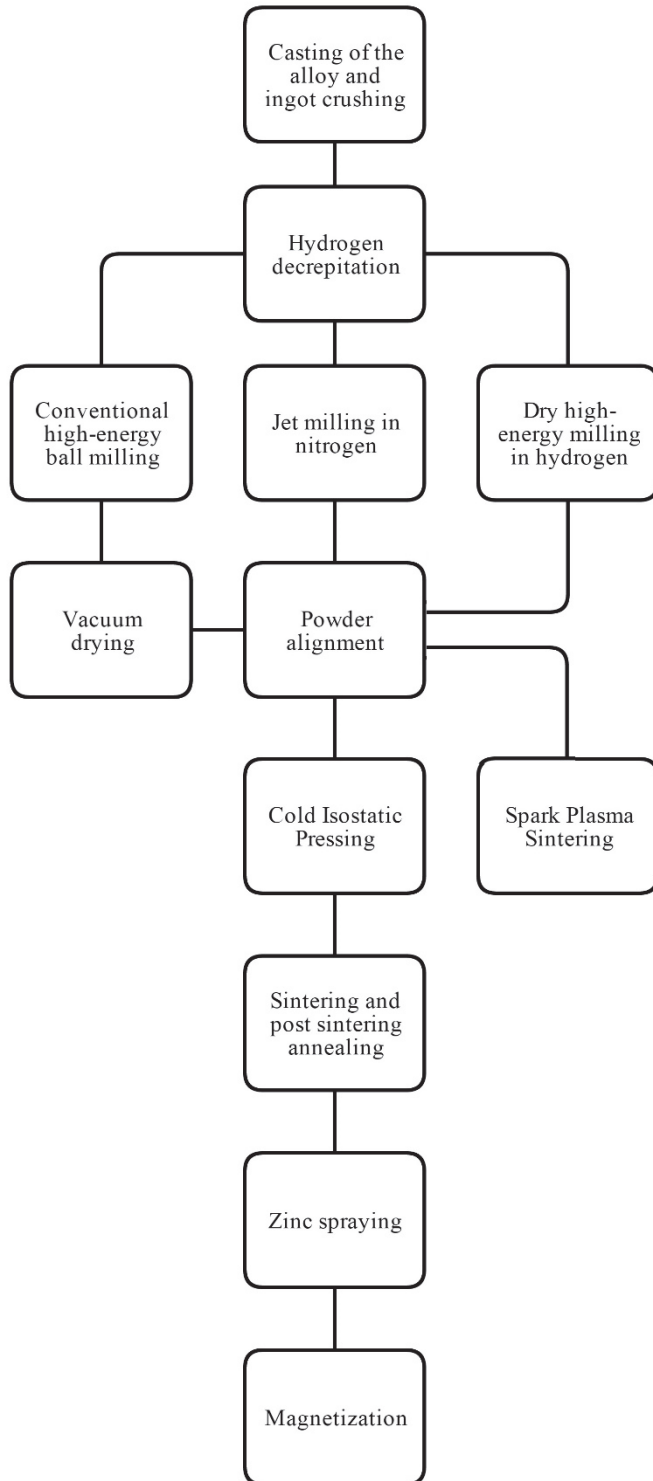 Casting of the
alloy and
ingot crushing
Hydrogen
decrepitation
Conventional
high-energy
ball milling
Jet milling in
nitrogen
Dry high-
energy milling
in hydrogen
Vacuum
drying
Powder
alignment
Cold Isostatic
Pressing
Spark Plasma
Sintering
Sintering and
post sintering
annealing
Zinc spraying
Magnetization